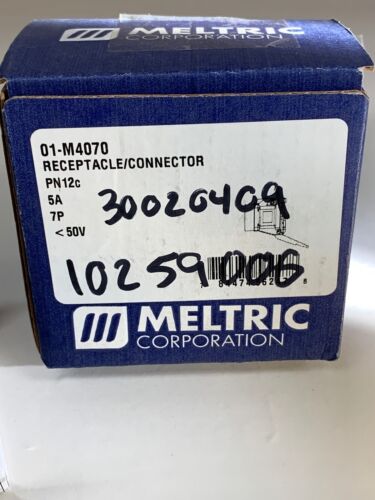 MELTRIC
CORPORATION
01-M4070
RECEPTACLE/CONNECTOR
PN12c
5A
7P
< 50V
30020409
10259006
MELTRIC
CORPORATION